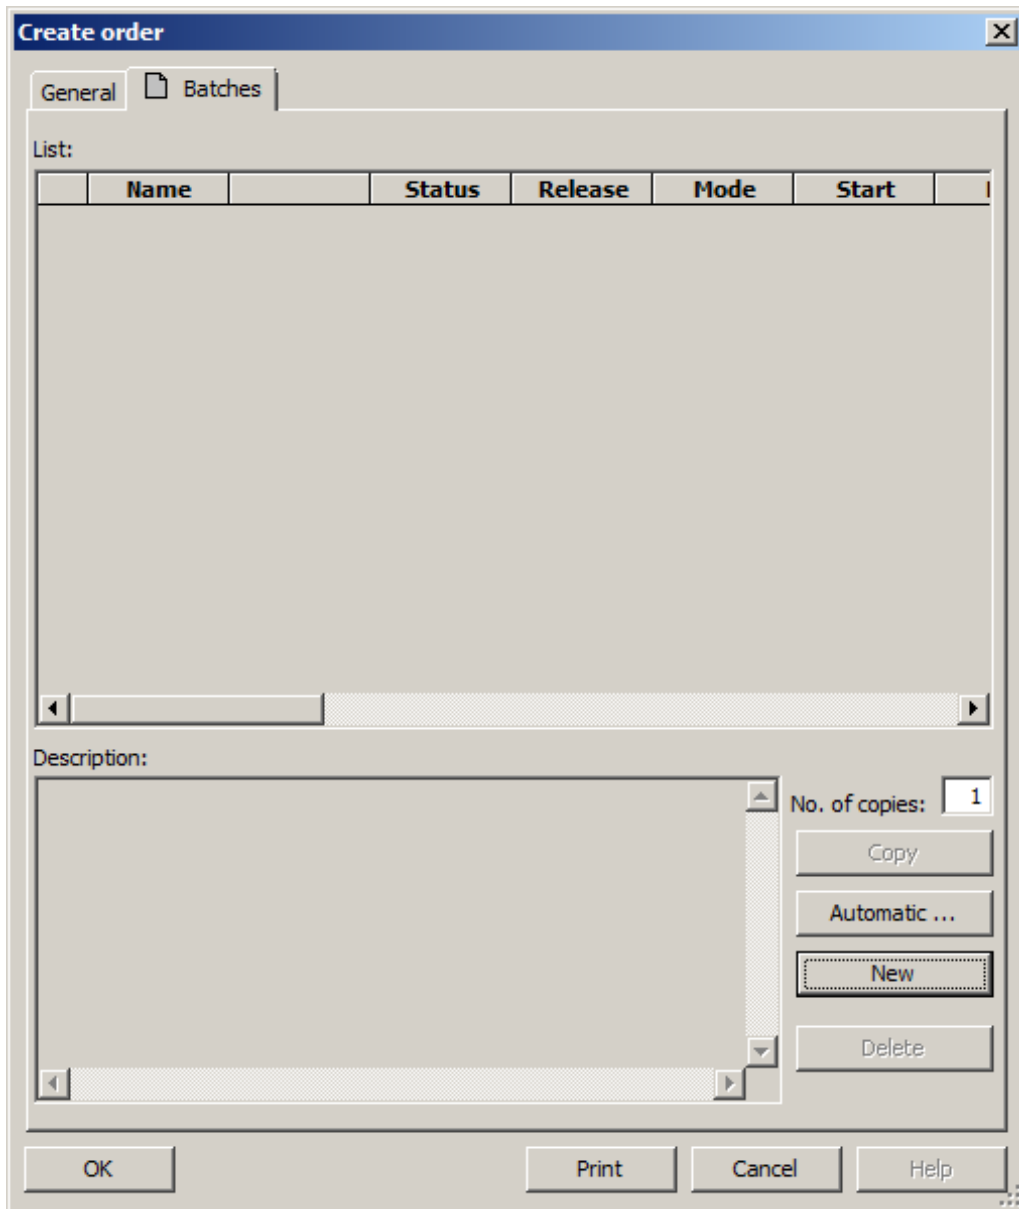 Create order
General Batches
List:
Name Status Release Mode Start
Description:
No. of copies: 1
Copy
Automatic ...
New
Delete
OK Print Cancel Help